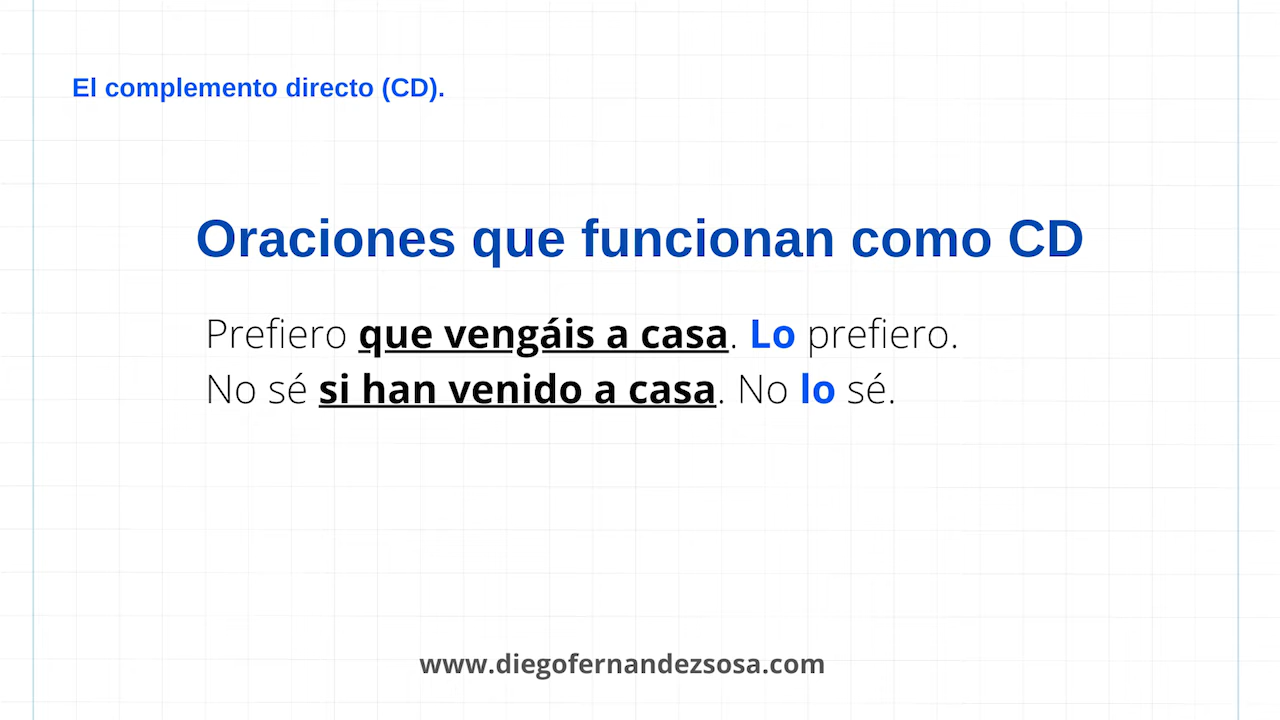 El complemento directo (CD).
Oraciones que funcionan como CD
Prefiero que vengáis a casa. Lo prefiero.
No sé si han venido a casa. No lo sé.
www.diegofernandezsosa.com